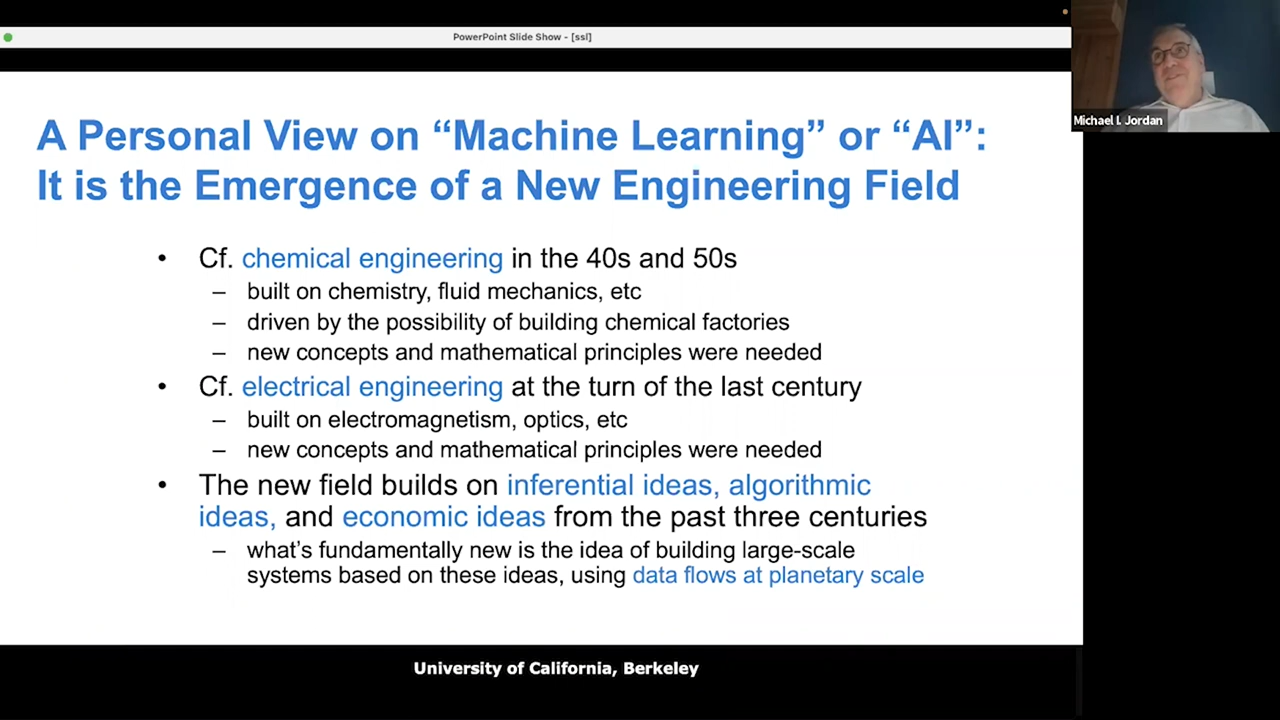 PowerPoint Slide Show - [ssl]
Michael I. Jordan
A Personal View on “Machine Learning” or “AI”:
It is the Emergence of a New Engineering Field
• Cf. chemical engineering in the 40s and 50s
– built on chemistry, fluid mechanics, etc
– driven by the possibility of building chemical factories
– new concepts and mathematical principles were needed
• Cf. electrical engineering at the turn of the last century
– built on electromagnetism, optics, etc
– new concepts and mathematical principles were needed
• The new field builds on inferential ideas, algorithmic
ideas, and economic ideas from the past three centuries
– what’s fundamentally new is the idea of building large-scale
systems based on these ideas, using data flows at planetary scale
University of California, Berkeley